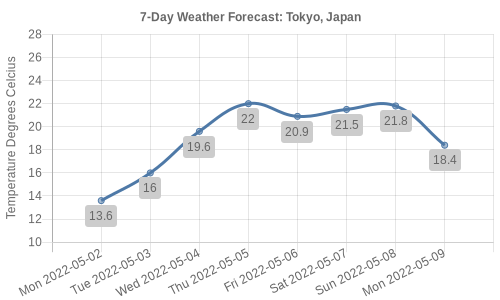 7-Day Weather Forecast: Tokyo, Japan
Temperature Degrees Celcius
28
26
24
22
20
18
16
14
12
10
13.6
16
19.6
22
20.9
21.5
21.8
18.4
Mon 2022-05-02
Tue 2022-05-03
Wed 2022-05-04
Thu 2022-05-05
Fri 2022-05-06
Sat 2022-05-07
Sun 2022-05-08
Mon 2022-05-09